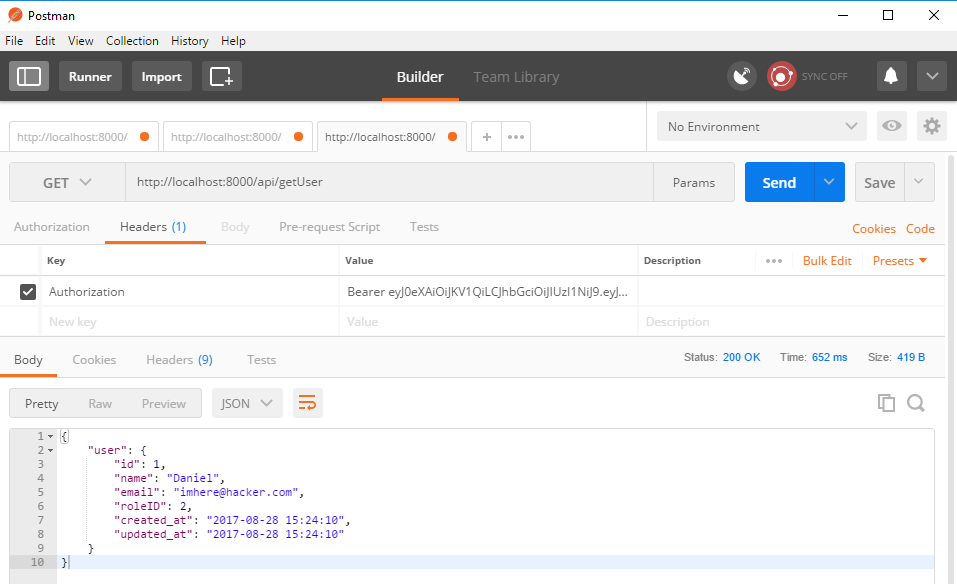 Postman
File Edit View Collection History Help
Runner Import Builder Team Library SYNC OFF
http://localhost:8000/ http://localhost:8000/ http://localhost:8000/ + ••• No Environment
GET http://localhost:8000/api/getUser Params Send Save
Authorization Headers (1) Body Pre-request Script Tests Cookies Code
Key Value Description ••• Bulk Edit Presets
Authorization Bearer eyJ0eXAiOiJKV1QiLCJhbGciOiJIUzI1NiJ9.eyJ...
New key Value Description
Body Cookies Headers (9) Tests Status: 200 OK Time: 652 ms Size: 419 B
Pretty Raw Preview JSON
1 {
2 "user": {
3 "id": 1,
4 "name": "Daniel",
5 "email": "imhere@hacker.com",
6 "roleID": 2,
7 "created_at": "2017-08-28 15:24:10",
8 "updated_at": "2017-08-28 15:24:10"
9 }
10 }